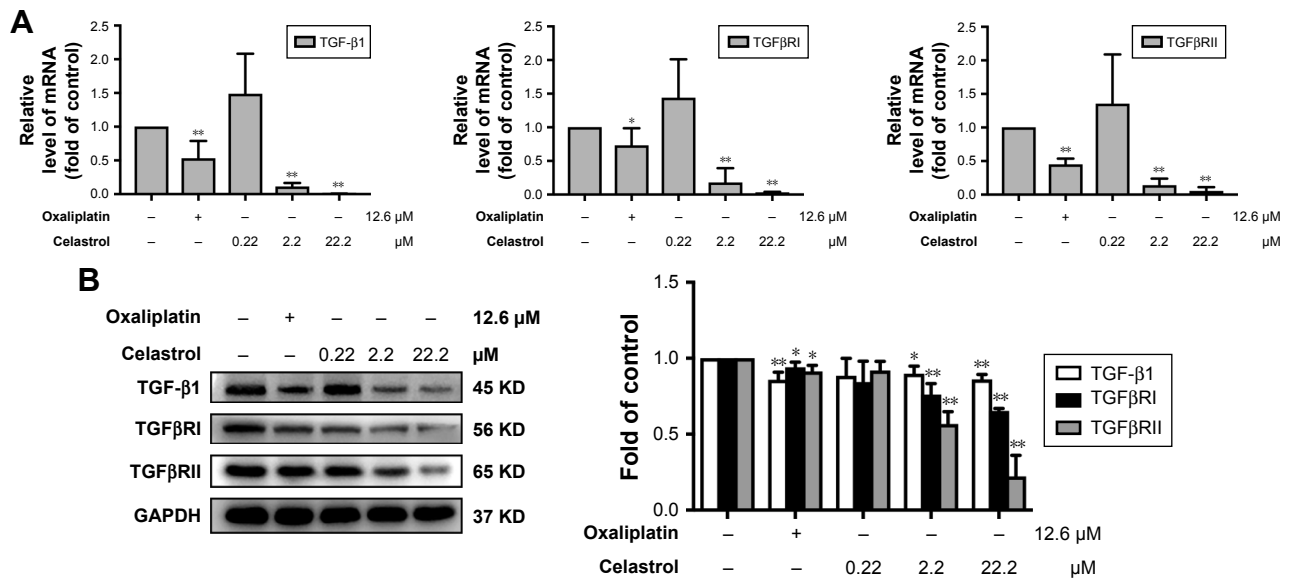 A
Relative
level of mRNA
(fold of control)
2.5
2.0
1.5
1.0
0.5
0.0
TGF-β1
**
**
**
Oxaliplatin – + – – – 12.6 µM
Celastrol – – 0.22 2.2 22.2 µM
Relative
level of mRNA
(fold of control)
2.5
2.0
1.5
1.0
0.5
0.0
TGFβRI
*
**
**
Oxaliplatin – + – – – 12.6 µM
Celastrol – – 0.22 2.2 22.2 µM
Relative
level of mRNA
(fold of control)
2.5
2.0
1.5
1.0
0.5
0.0
TGFβRII
**
**
**
Oxaliplatin – + – – – 12.6 µM
Celastrol – – 0.22 2.2 22.2 µM
B
Oxaliplatin – + – – – 12.6 µM
Celastrol – – 0.22 2.2 22.2 µM
TGF-β1 45 KD
TGFβRI 56 KD
TGFβRII 65 KD
GAPDH 37 KD
Fold of control
1.5
1.0
0.5
0.0
** * * * ** ** ** ** **
TGF-β1
TGFβRI
TGFβRII
Oxaliplatin – + – – – 12.6 µM
Celastrol – – 0.22 2.2 22.2 µM